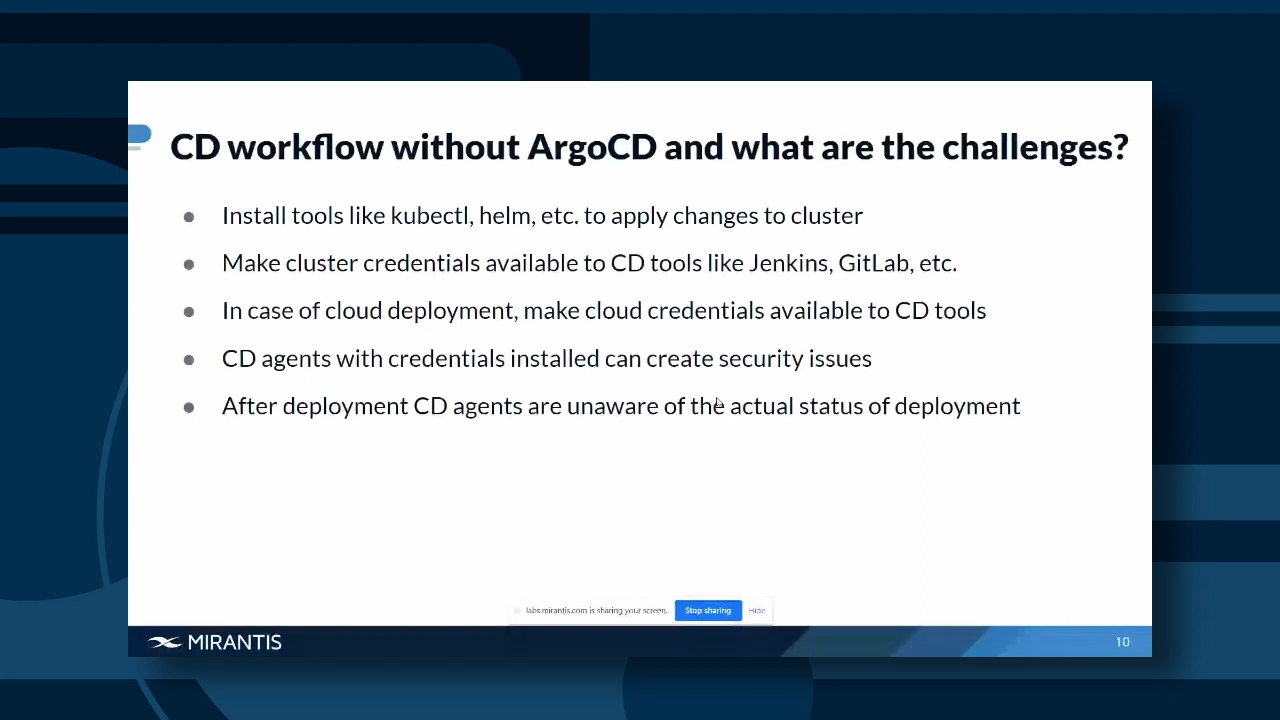 CD workflow without ArgoCD and what are the challenges?
● Install tools like kubectl, helm, etc. to apply changes to cluster
● Make cluster credentials available to CD tools like Jenkins, GitLab, etc.
● In case of cloud deployment, make cloud credentials available to CD tools
● CD agents with credentials installed can create security issues
● After deployment CD agents are unaware of the actual status of deployment
labs.mirantis.com is sharing your screen. Stop sharing Hide
MIRANTIS 10